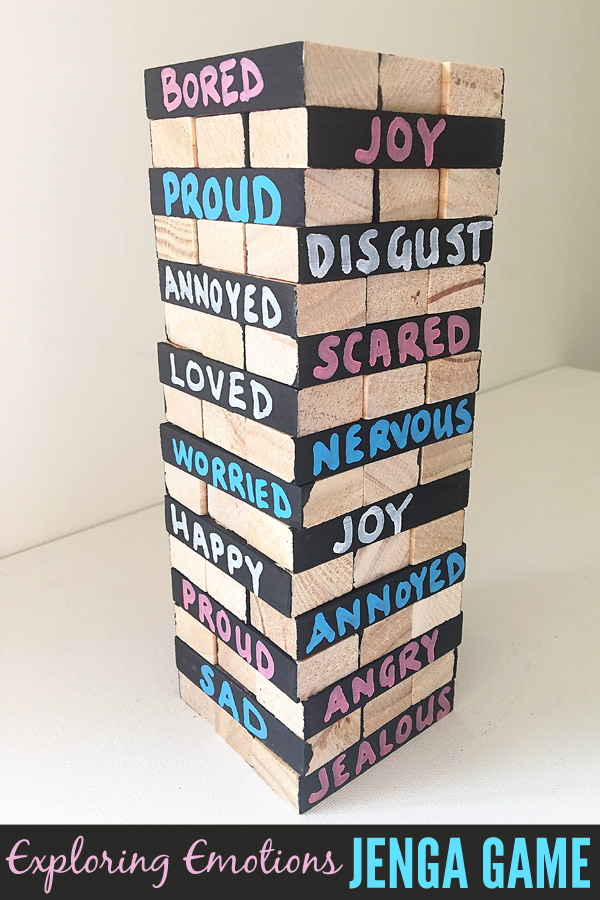 BORED
JOY
PROUD
DISGUST
ANNOYED
SCARED
LOVED
NERVOUS
WORRIED
JOY
HAPPY
ANNOYED
PROUD
ANGRY
SAD
JEALOUS
Exploring Emotions JENGA GAME